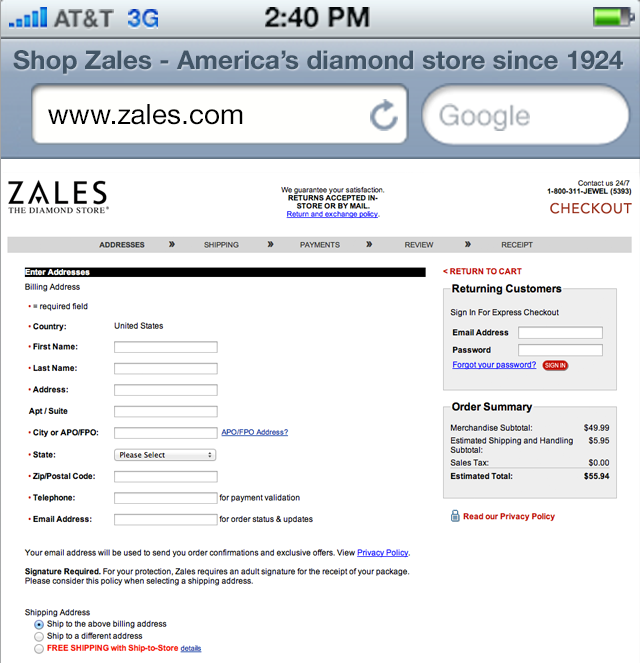 AT&T 3G 2:40 PM
Shop Zales - America's diamond store since 1924
www.zales.com Google
ZALES
THE DIAMOND STORE®
We guarantee your satisfaction.
RETURNS ACCEPTED IN-
STORE OR BY MAIL.
Return and exchange policy.
Contact us 24/7
1-800-311-JEWEL (5393)
CHECKOUT
ADDRESSES » SHIPPING » PAYMENTS » REVIEW » RECEIPT
Enter Addresses
Billing Address
• = required field
• Country: United States
• First Name:
• Last Name:
• Address:
Apt / Suite
• City or APO/FPO: APO/FPO Address?
• State: Please Select
• Zip/Postal Code:
• Telephone: for payment validation
• Email Address: for order status & updates
Your email address will be used to send you order confirmations and exclusive offers. View Privacy Policy.
Signature Required. For your protection, Zales requires an adult signature for the receipt of your package.
Please consider this policy when selecting a shipping address.
Shipping Address
Ship to the above billing address
Ship to a different address
FREE SHIPPING with Ship-to-Store details
< RETURN TO CART
Returning Customers
Sign In For Express Checkout
Email Address
Password
Forgot your password? SIGN IN
Order Summary
Merchandise Subtotal: $49.99
Estimated Shipping and Handling $5.95
Subtotal:
Sales Tax: $0.00
Estimated Total: $55.94
Read our Privacy Policy